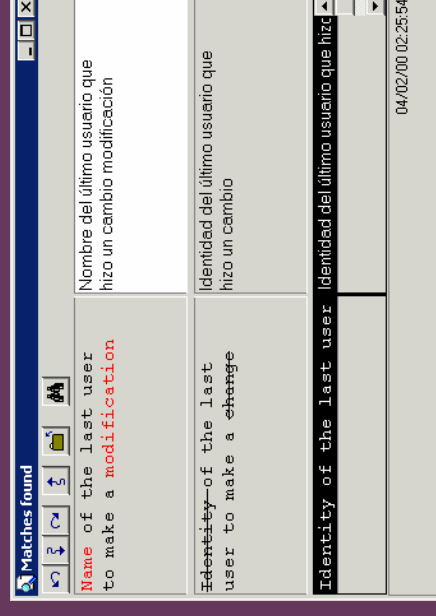 Matches found
Name of the last user
to make a modification
Nombre del último usuario que
hizo un cambio modificación
Identity of the last
user to make a change
Identidad del último usuario que
hizo un cambio
Identity of the last user
Identidad del último usuario que hizo
04/02/00 02:25:54